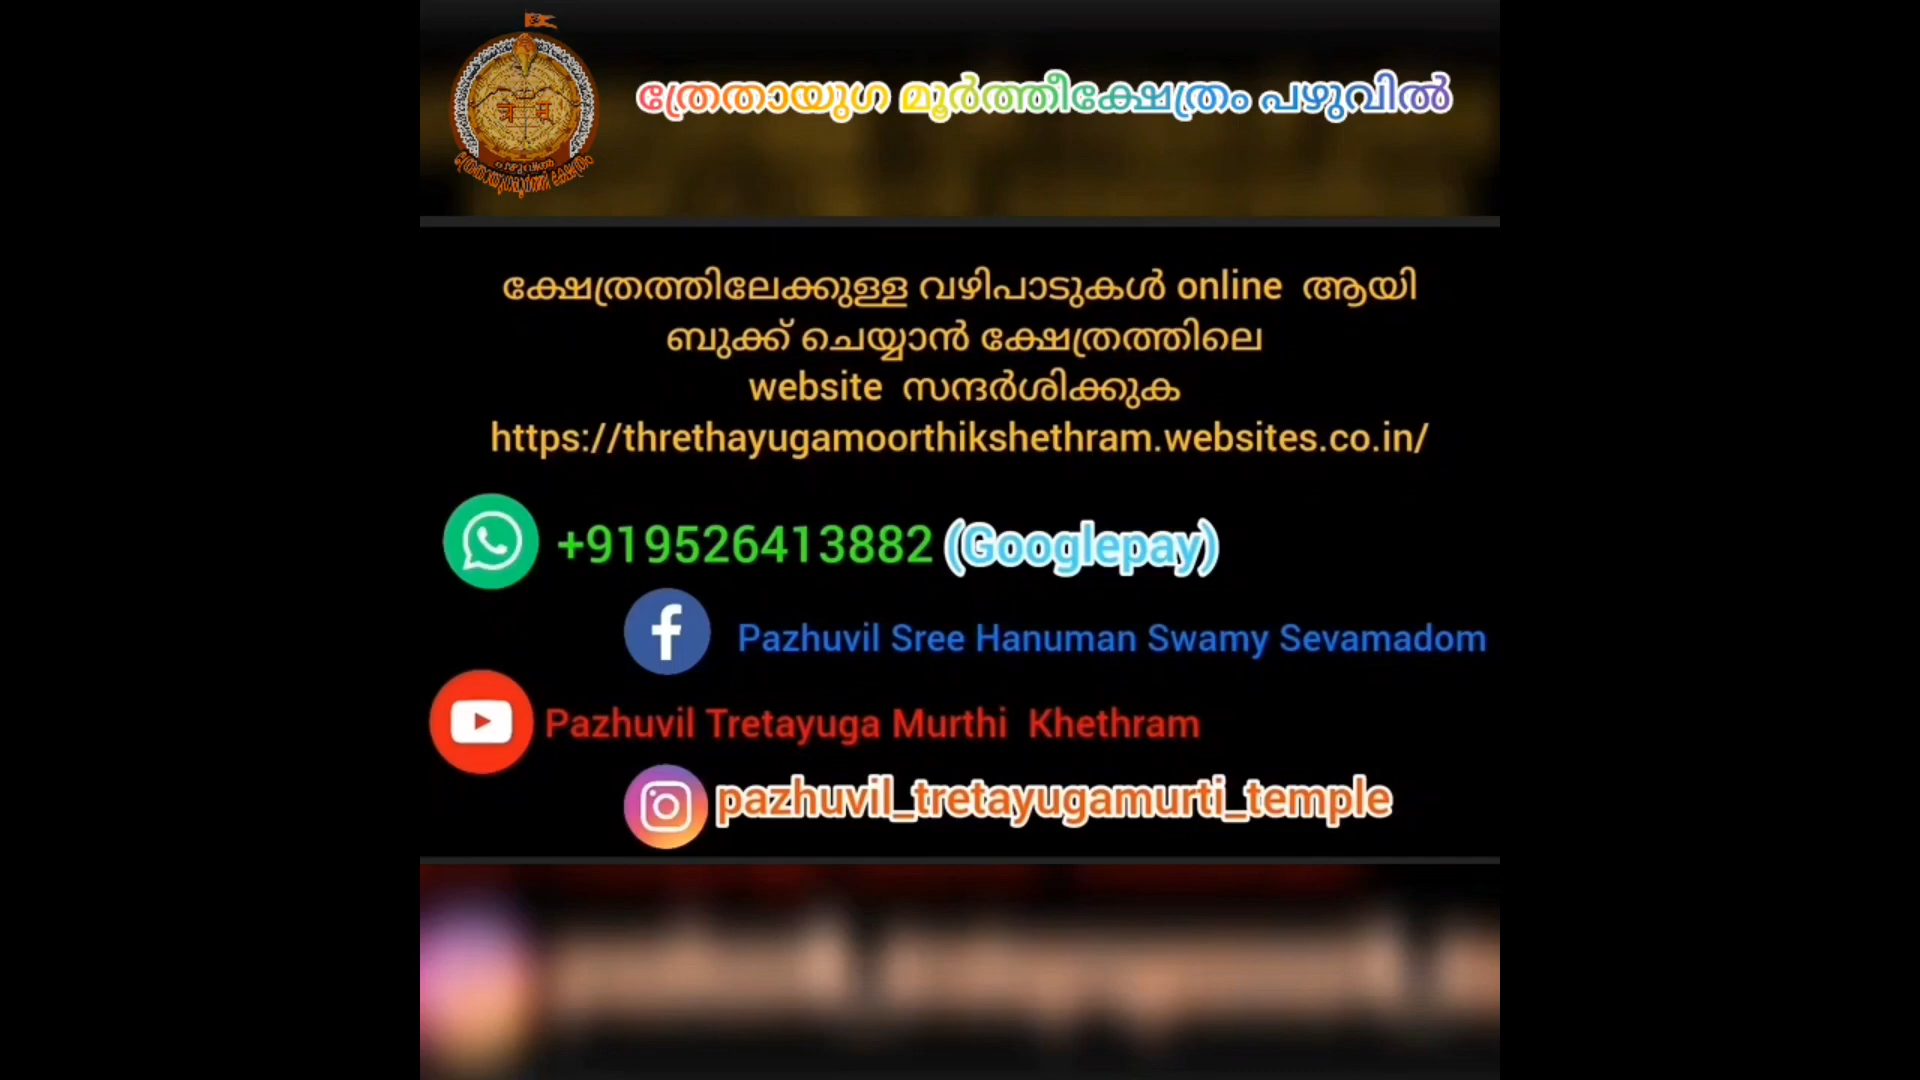 ത്രേതായുഗ മൂർത്തീക്ഷേത്രം പഴുവിൽ
ക്ഷേത്രത്തിലേക്കുള്ള വഴിപാടുകൾ online ആയി
ബുക്ക് ചെയ്യാൻ ക്ഷേത്രത്തിലെ
website സന്ദർശിക്കുക
https://threthayugamoorthikshethram.websites.co.in/
+919526413882 (Googlepay)
Pazhuvil Sree Hanuman Swamy Sevamadom
Pazhuvil Tretayuga Murthi Khethram
pazhuvil_tretayugamurti_temple